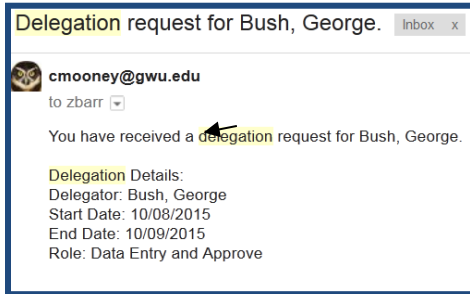 Delegation request for Bush, George. Inbox x
cmooney@gwu.edu
to zbarr
You have received a delegation request for Bush, George.
Delegation Details:
Delegator: Bush, George
Start Date: 10/08/2015
End Date: 10/09/2015
Role: Data Entry and Approve